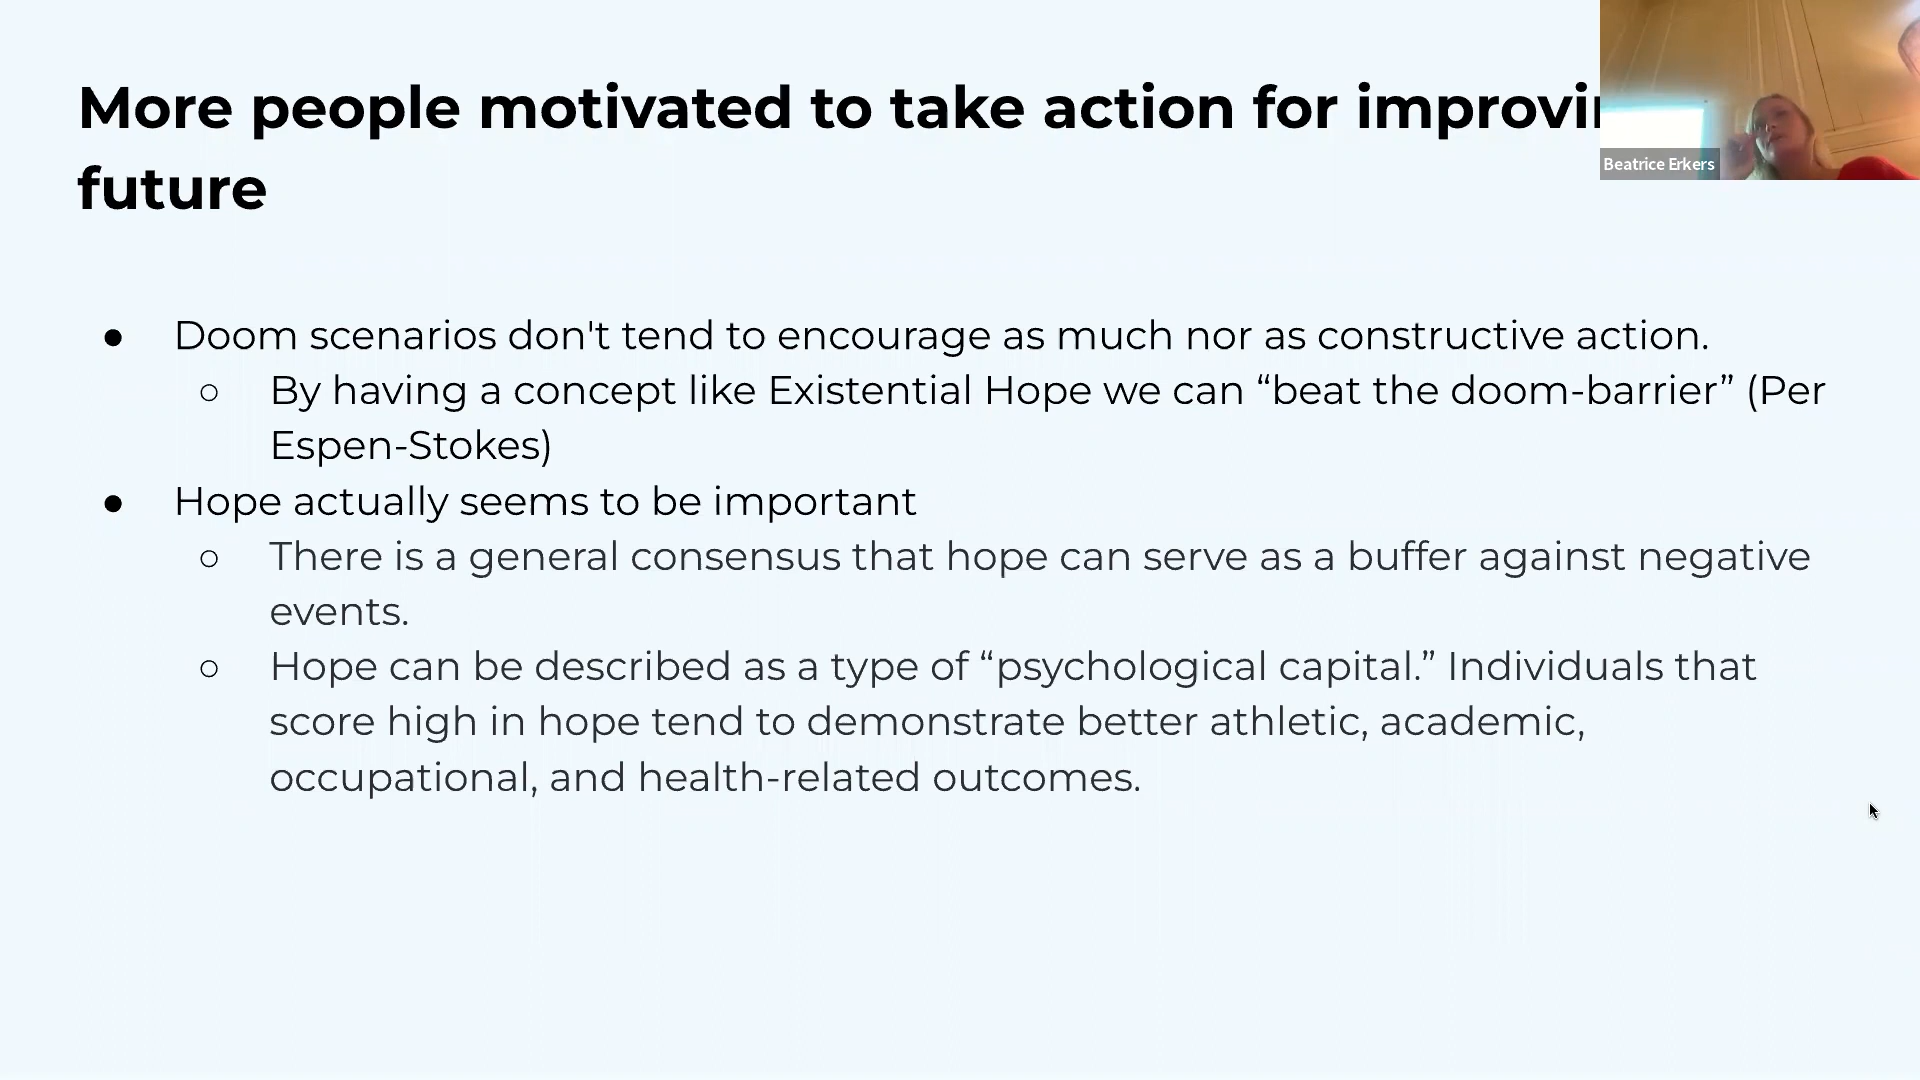 More people motivated to take action for
future
Beatrice Erkers
● Doom scenarios don't tend to encourage as much nor as constructive action.
○ By having a concept like Existential Hope we can “beat the doom-barrier” (Per
Espen-Stokes)
● Hope actually seems to be important
○ There is a general consensus that hope can serve as a buffer against negative
events.
○ Hope can be described as a type of “psychological capital.” Individuals that
score high in hope tend to demonstrate better athletic, academic,
occupational, and health-related outcomes.